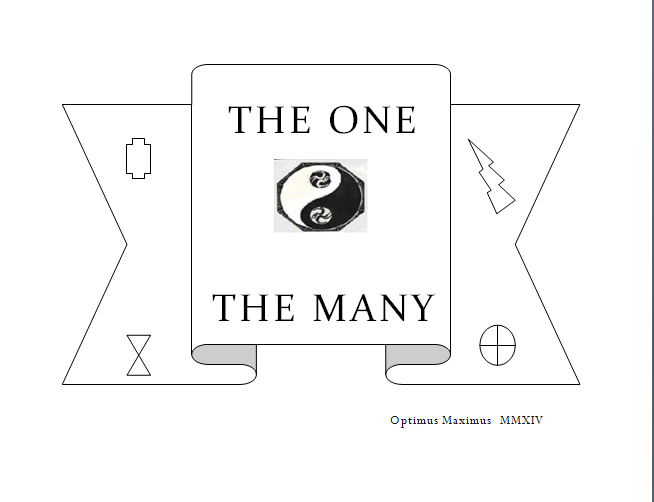 THE ONE
THE MANY
Optimus Maximus MMXIV